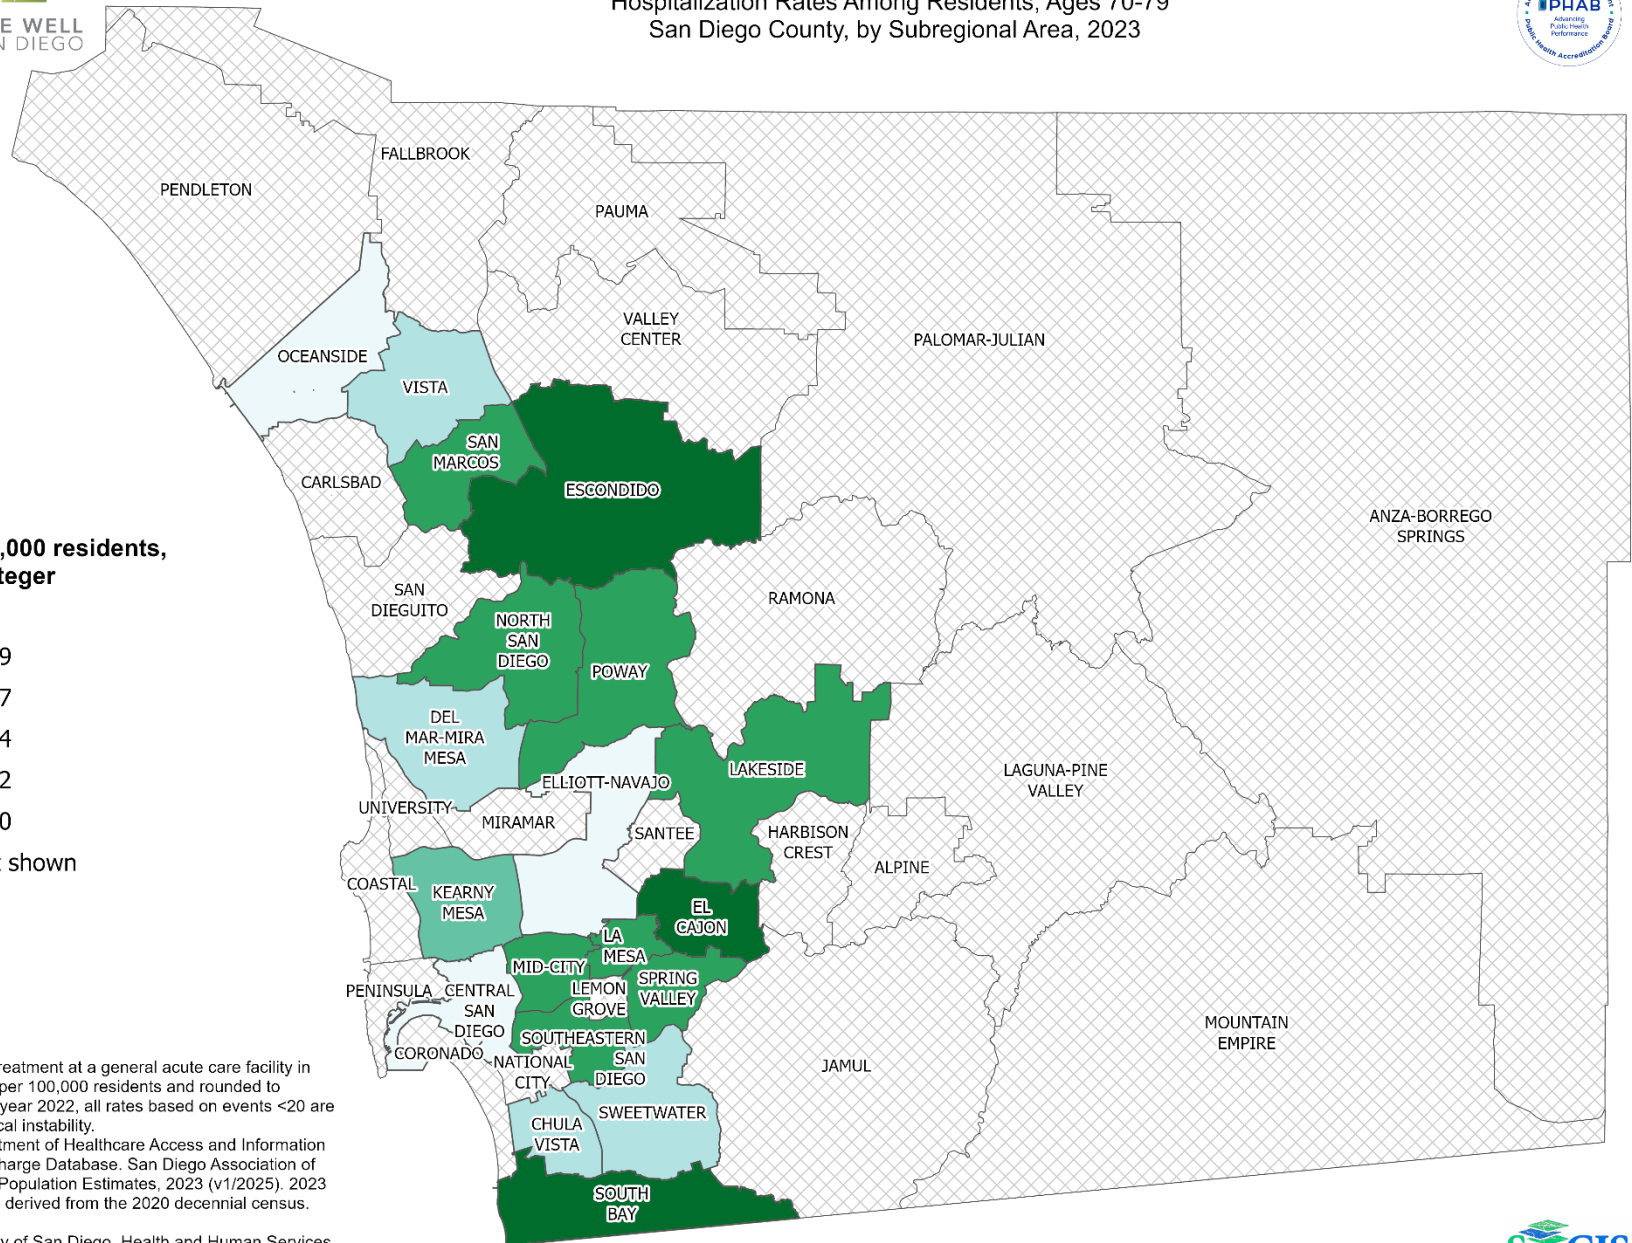 E WELL
N DIEGO
Hospitalization Rates Among Residents, Ages 70-79
San Diego County, by Subregional Area, 2023
PHAB
Advancing
Public Health
Performance
Public Health Accreditation Board
FALLBROOK
PENDLETON
PAUMA
VALLEY
CENTER
PALOMAR-JULIAN
OCEANSIDE
VISTA
SAN
MARCOS
CARLSBAD
ESCONDIDO
ANZA-BORREGO
SPRINGS
,000 residents,
teger
SAN
DIEGUITO
RAMONA
NORTH
SAN
DIEGO
POWAY
9
7
4
2
0
t shown
DEL
MAR-MIRA
MESA
ELLIOTT-NAVAJO
LAKESIDE
LAGUNA-PINE
VALLEY
UNIVERSITY
MIRAMAR
SANTEE
HARBISON
CREST
ALPINE
COASTAL
KEARNY
MESA
EL
CAJON
LA
MESA
MID-CITY
SPRING
VALLEY
LEMON
GROVE
PENINSULA
CENTRAL
SAN
DIEGO
SOUTHEASTERN
SAN
DIEGO
CORONADO
NATIONAL
CITY
MOUNTAIN
EMPIRE
JAMUL
SWEETWATER
CHULA
VISTA
SOUTH
BAY
reatment at a general acute care facility in
per 100,000 residents and rounded to
year 2022, all rates based on events <20 are
cal instability.
tment of Healthcare Access and Information
harge Database. San Diego Association of
Population Estimates, 2023 (v1/2025). 2023
derived from the 2020 decennial census.
y of San Diego, Health and Human Services